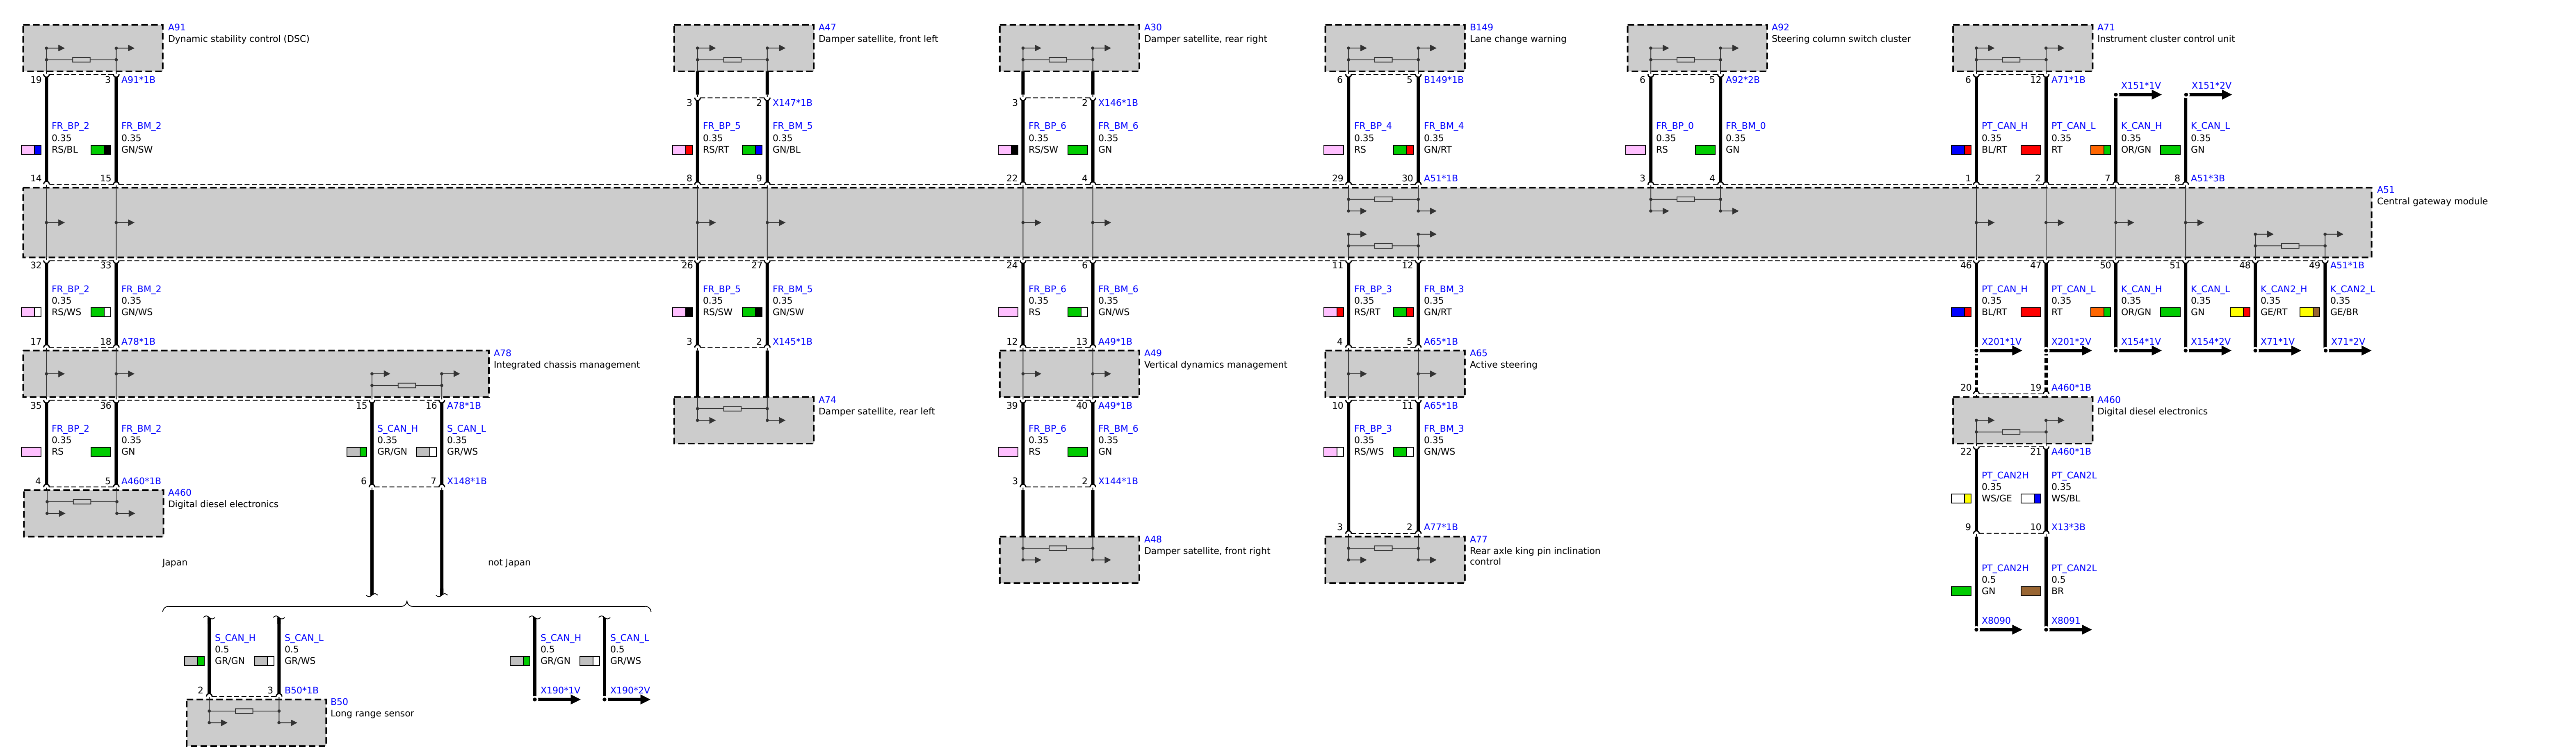 A91
Dynamic stability control (DSC)
A47
Damper satellite, front left
A30
Damper satellite, rear right
B149
Lane change warning
A92
Steering column switch cluster
A71
Instrument cluster control unit
19 3 A91*1B
6 5 B149*1B
6 5 A92*2B
6 12 A71*1B
X151*1V X151*2V
3 2 X147*1B
3 2 X146*1B
FR_BP_2 FR_BM_2 FR_BP_5 FR_BM_5 FR_BP_6 FR_BM_6 FR_BP_4 FR_BM_4 FR_BP_0 FR_BM_0 PT_CAN_H PT_CAN_L K_CAN_H K_CAN_L
0.35 0.35 0.35 0.35 0.35 0.35 0.35 0.35 0.35 0.35 0.35 0.35 0.35 0.35
RS/BL GN/SW RS/RT GN/BL RS/SW GN RS GN/RT RS GN BL/RT RT OR/GN GN
14 15 8 9 22 4 29 30 A51*1B 3 4 1 2 7 8 A51*3B
A51
Central gateway module
32 33 26 27 24 6 11 12 46 47 50 51 48 49 A51*1B
FR_BP_2 FR_BM_2 FR_BP_5 FR_BM_5 FR_BP_6 FR_BM_6 FR_BP_3 FR_BM_3 PT_CAN_H PT_CAN_L K_CAN_H K_CAN_L K_CAN2_H K_CAN2_L
0.35 0.35 0.35 0.35 0.35 0.35 0.35 0.35 0.35 0.35 0.35 0.35 0.35 0.35
RS/WS GN/WS RS/SW GN/SW RS GN/WS RS/RT GN/RT BL/RT RT OR/GN GN GE/RT GE/BR
17 18 A78*1B 3 2 X145*1B 12 13 A49*1B 4 5 A65*1B X201*1V X201*2V X154*1V X154*2V X71*1V X71*2V
A78
Integrated chassis management
A49
Vertical dynamics management
A65
Active steering
20 19 A460*1B
A74
Damper satellite, rear left
A460
Digital diesel electronics
35 36 15 16 A78*1B 39 40 A49*1B 10 11 A65*1B
FR_BP_2 FR_BM_2 S_CAN_H S_CAN_L FR_BP_6 FR_BM_6 FR_BP_3 FR_BM_3
0.35 0.35 0.35 0.35 0.35 0.35 0.35 0.35
RS GN GR/GN GR/WS RS GN RS/WS GN/WS
22 21 A460*1B
PT_CAN2H PT_CAN2L
0.35 0.35
WS/GE WS/BL
4 5 A460*1B 6 7 X148*1B 3 2 X144*1B
A460
Digital diesel electronics
3 2 A77*1B
9 10 X13*3B
A48
Damper satellite, front right
A77
Rear axle king pin inclination
control
Japan not Japan
PT_CAN2H PT_CAN2L
0.5 0.5
GN BR
X8090 X8091
S_CAN_H S_CAN_L S_CAN_H S_CAN_L
0.5 0.5 0.5 0.5
GR/GN GR/WS GR/GN GR/WS
2 3 B50*1B X190*1V X190*2V
B50
Long range sensor